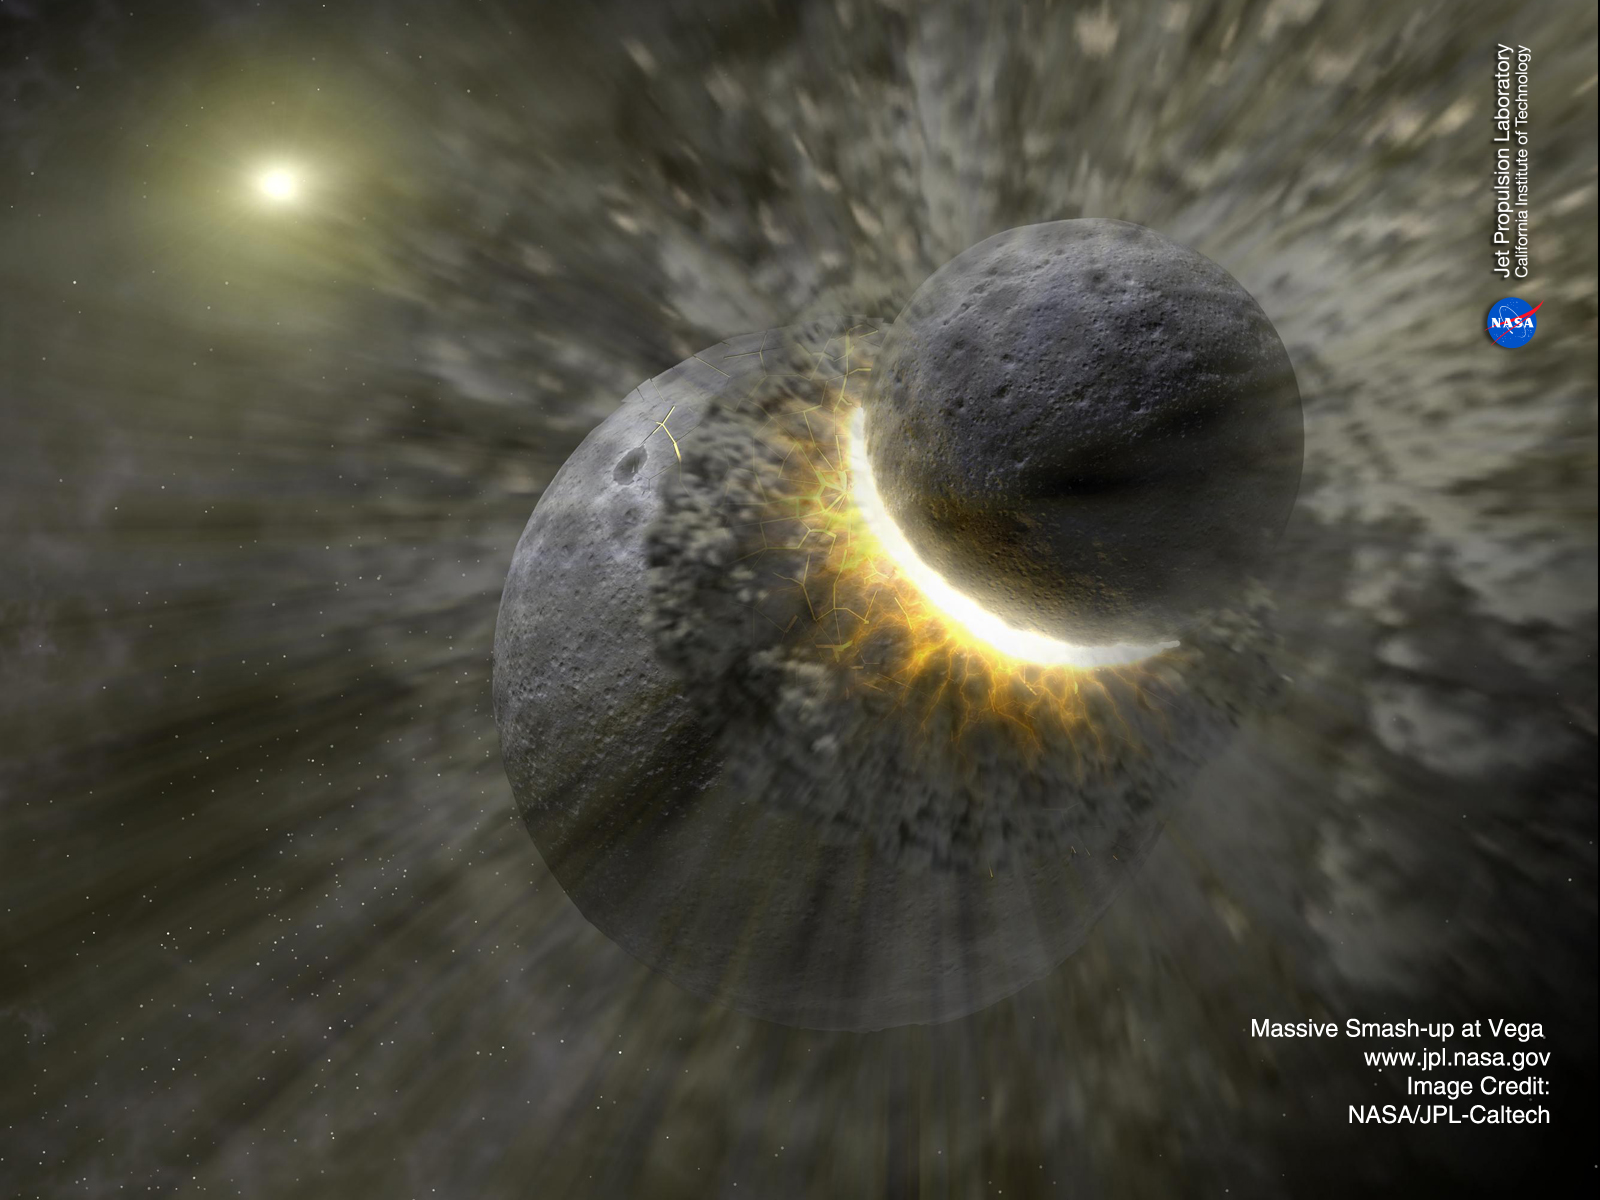 Jet Propulsion Laboratory
California Institute of Technology
NASA
Massive Smash-up at Vega
www.jpl.nasa.gov
Image Credit:
NASA/JPL-Caltech